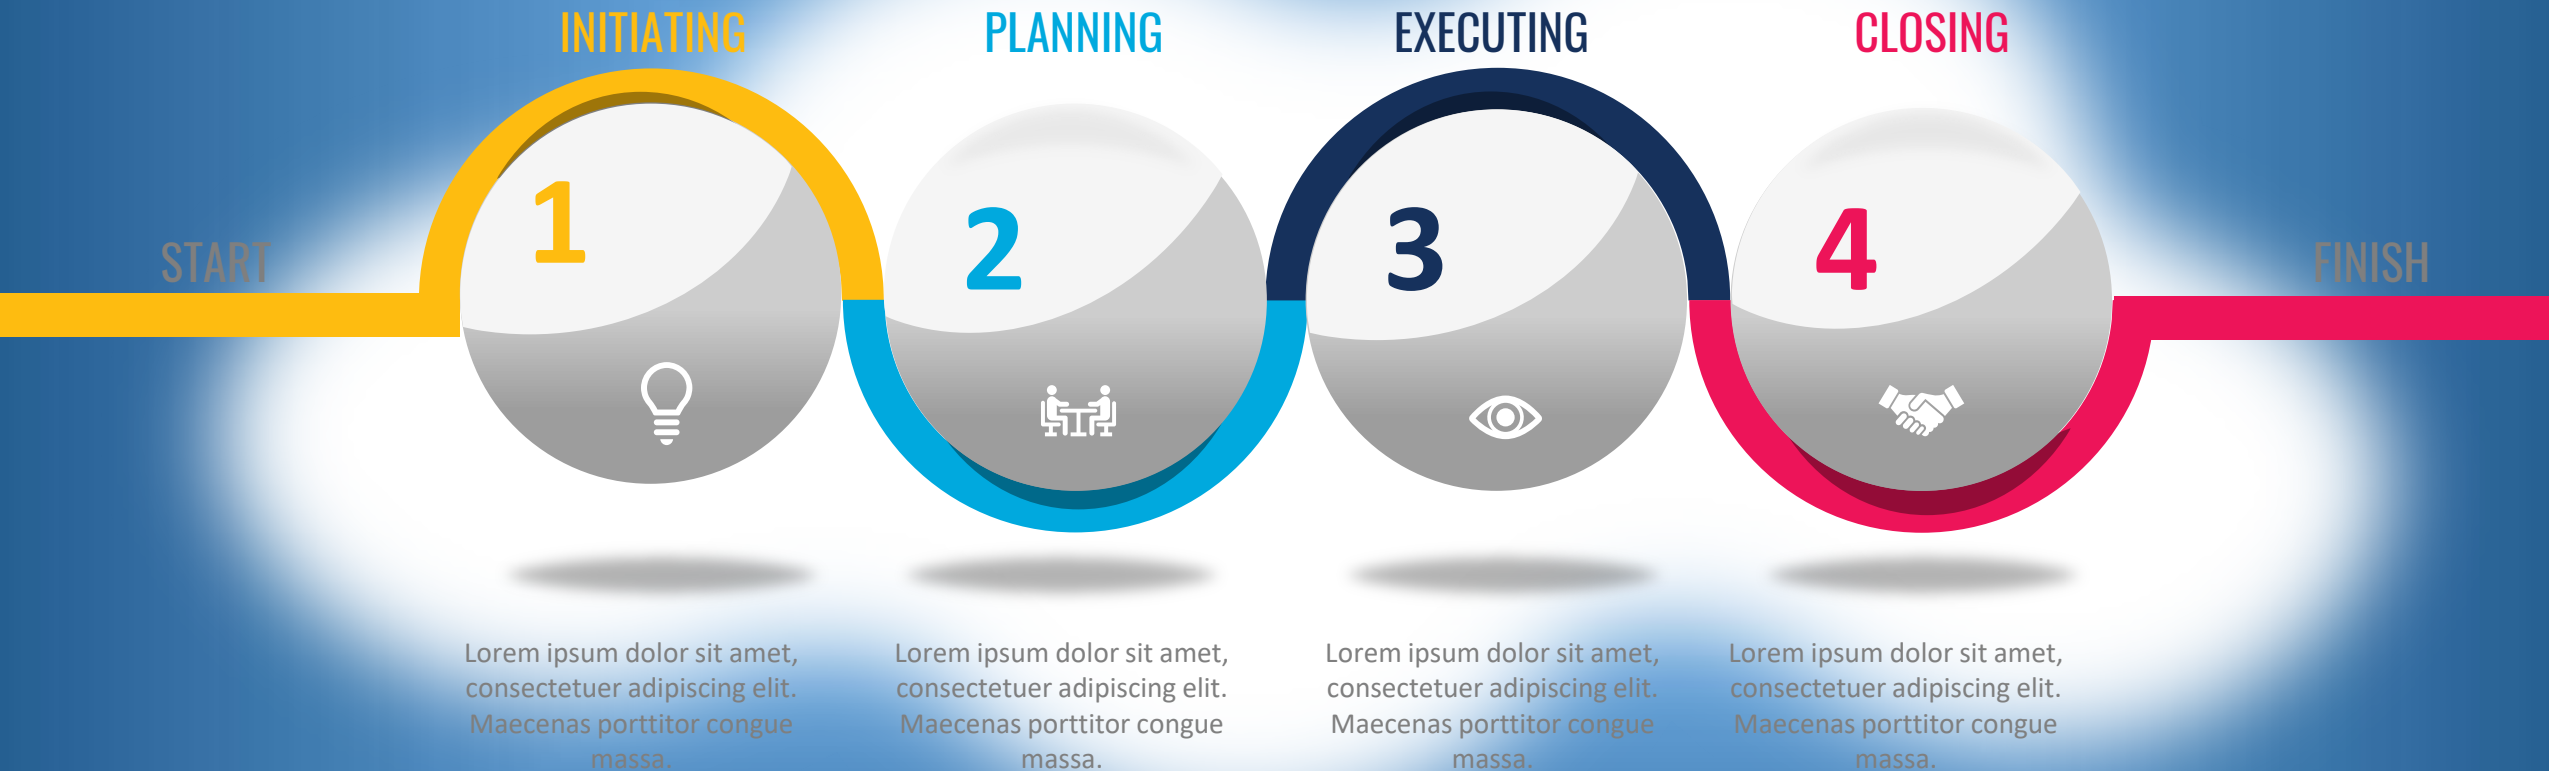 INITIATING
PLANNING
EXECUTING
CLOSING
START
1
2
3
4
FINISH
Lorem ipsum dolor sit amet,
consectetuer adipiscing elit.
Maecenas porttitor congue
massa.
Lorem ipsum dolor sit amet,
consectetuer adipiscing elit.
Maecenas porttitor congue
massa.
Lorem ipsum dolor sit amet,
consectetuer adipiscing elit.
Maecenas porttitor congue
massa.
Lorem ipsum dolor sit amet,
consectetuer adipiscing elit.
Maecenas porttitor congue
massa.